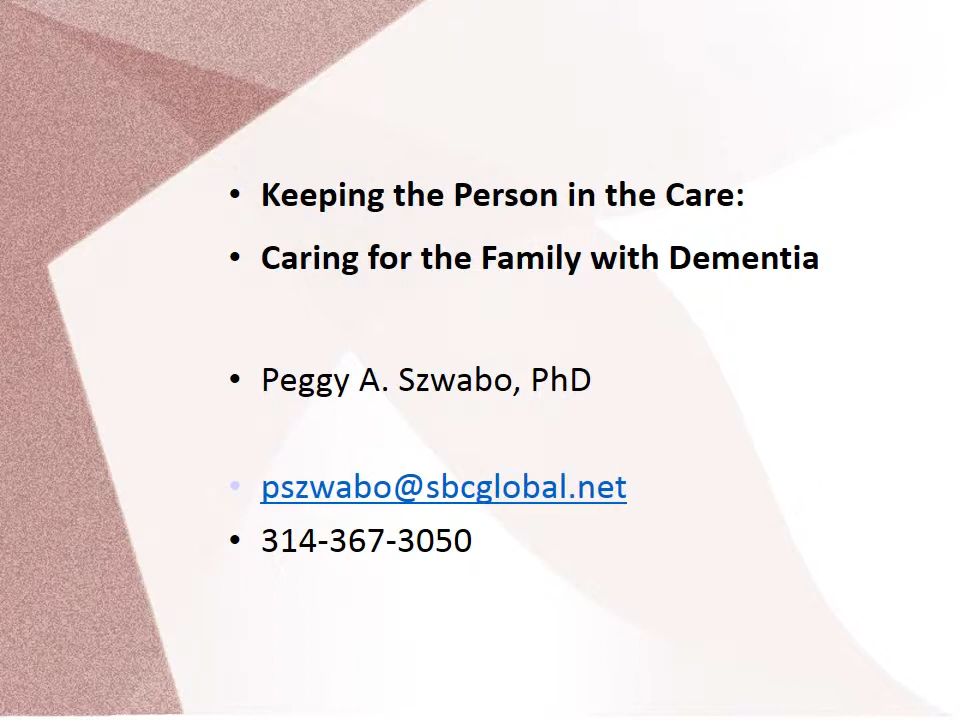 • Keeping the Person in the Care:
• Caring for the Family with Dementia
• Peggy A. Szwabo, PhD
• pszwabo@sbcglobal.net
• 314-367-3050